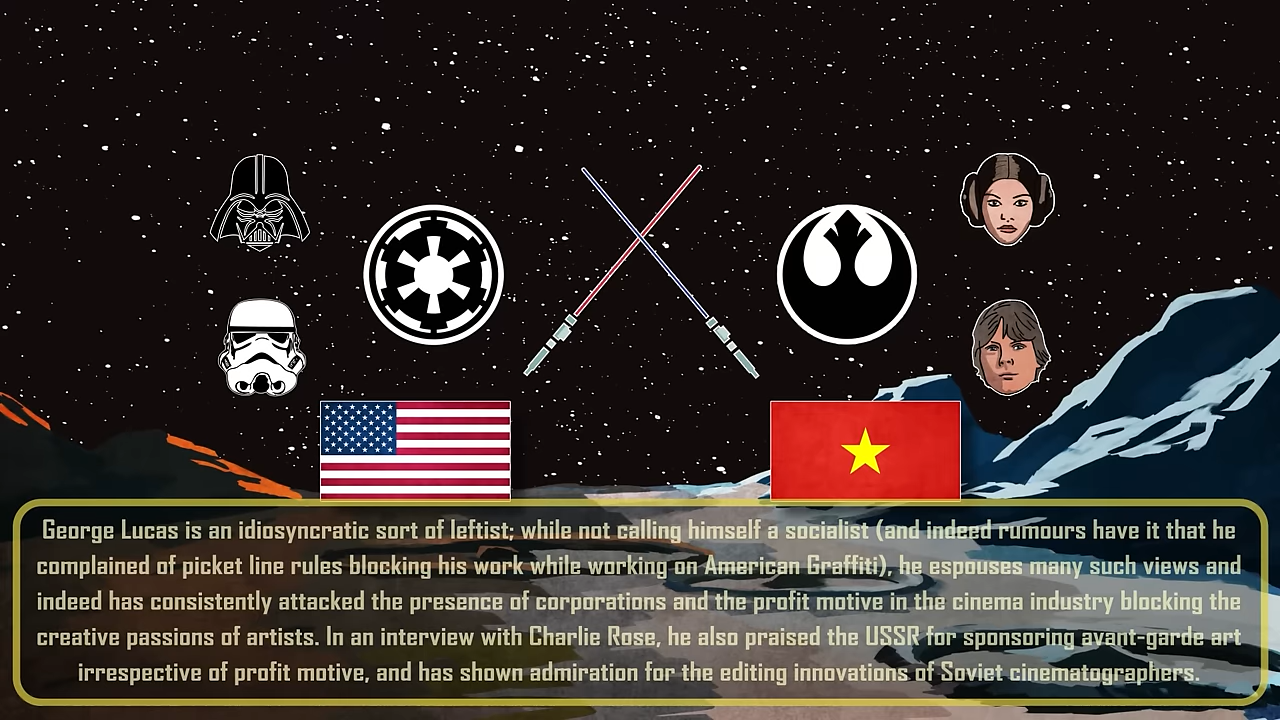 George Lucas is an idiosyncratic sort of leftist; while not calling himself a socialist (and indeed rumours have it that he
complained of picket line rules blocking his work while working on American Graffiti), he espouses many such views and
indeed has consistently attacked the presence of corporations and the profit motive in the cinema industry blocking the
creative passions of artists. In an interview with Charlie Rose, he also praised the USSR for sponsoring avant-garde art
irrespective of profit motive, and has shown admiration for the editing innovations of Soviet cinematographers.